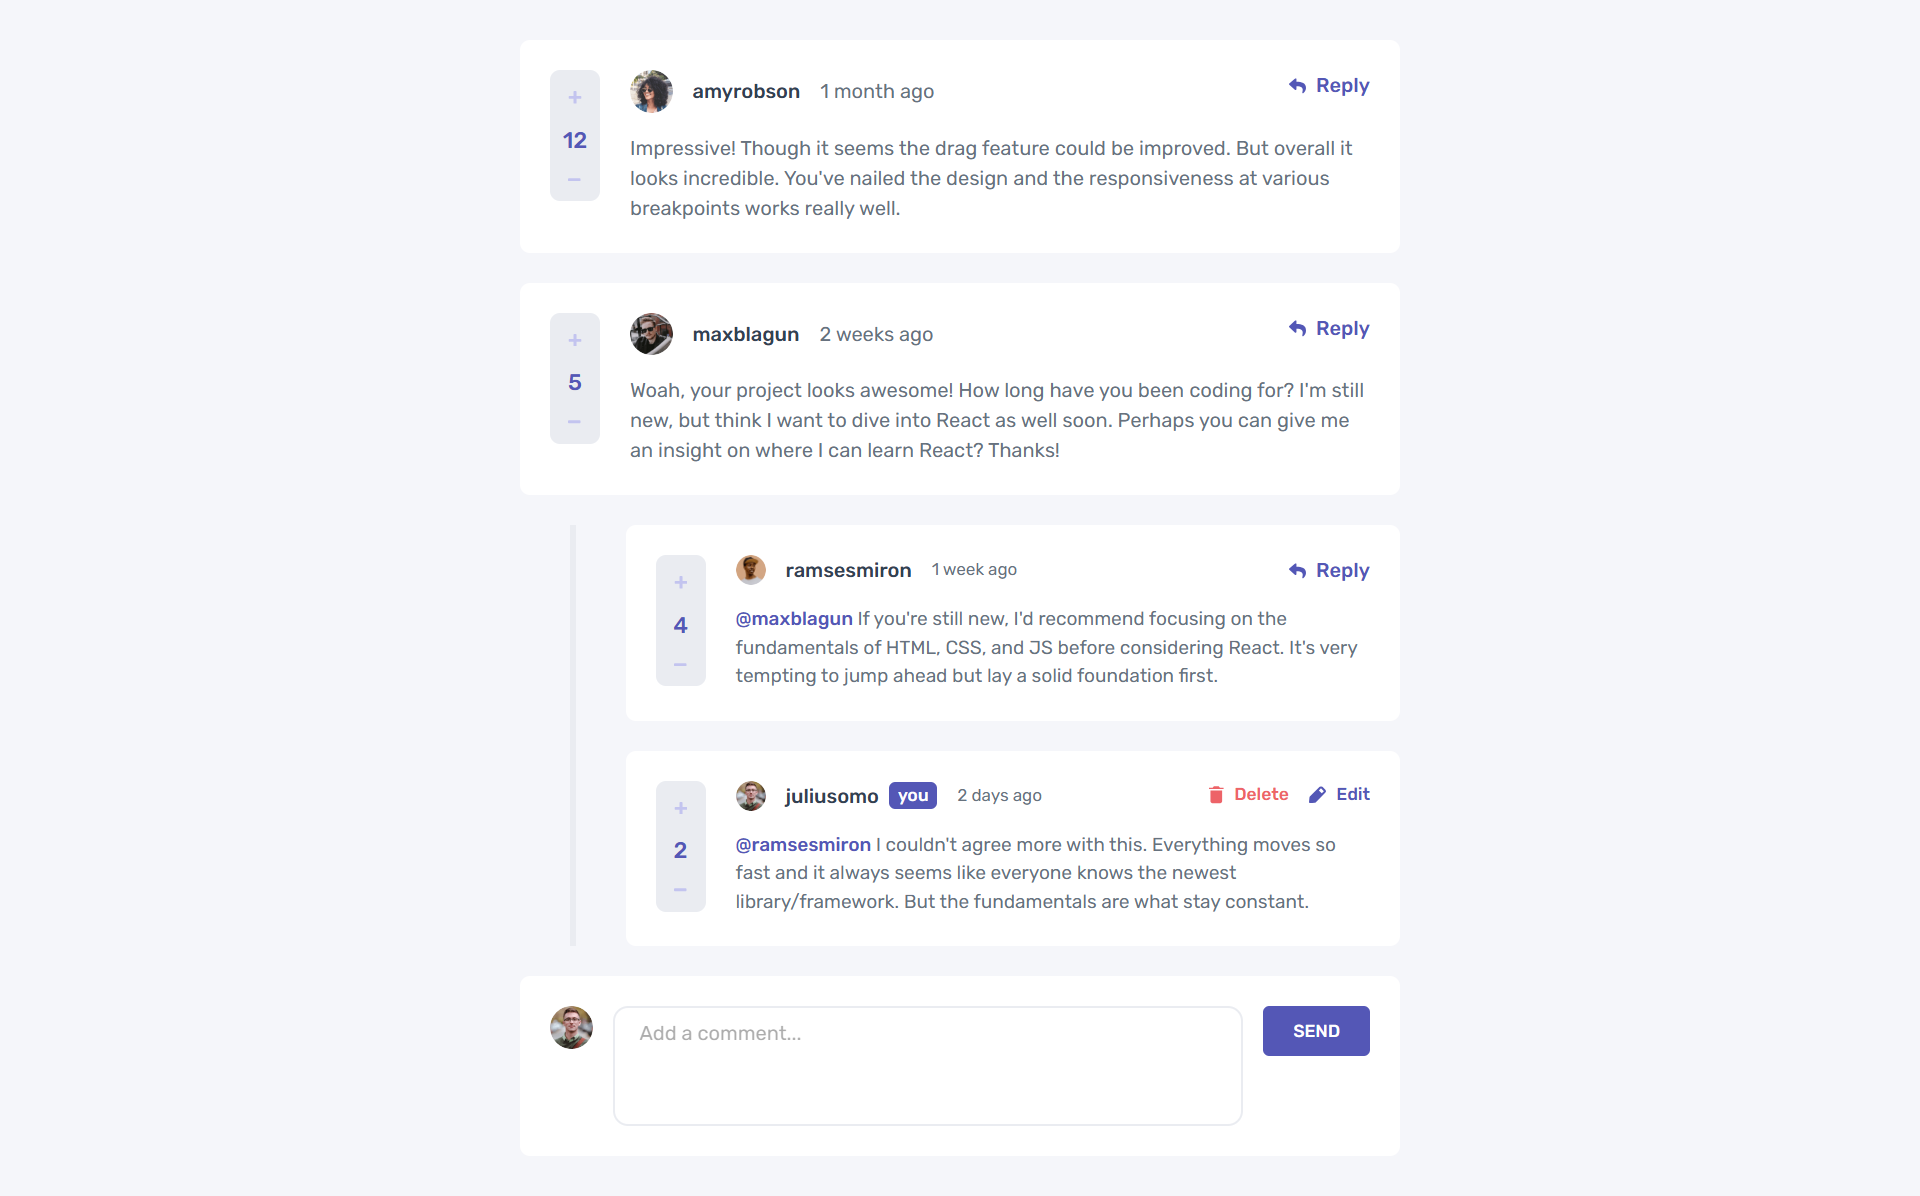 +
12
−
amyrobson 1 month ago
Reply
Impressive! Though it seems the drag feature could be improved. But overall it
looks incredible. You've nailed the design and the responsiveness at various
breakpoints works really well.
+
5
−
maxblagun 2 weeks ago
Reply
Woah, your project looks awesome! How long have you been coding for? I'm still
new, but think I want to dive into React as well soon. Perhaps you can give me
an insight on where I can learn React? Thanks!
+
4
−
ramsesmiron 1 week ago
Reply
@maxblagun If you're still new, I'd recommend focusing on the
fundamentals of HTML, CSS, and JS before considering React. It's very
tempting to jump ahead but lay a solid foundation first.
+
2
−
juliusomo you 2 days ago
Delete Edit
@ramsesmiron I couldn't agree more with this. Everything moves so
fast and it always seems like everyone knows the newest
library/framework. But the fundamentals are what stay constant.
Add a comment...
SEND